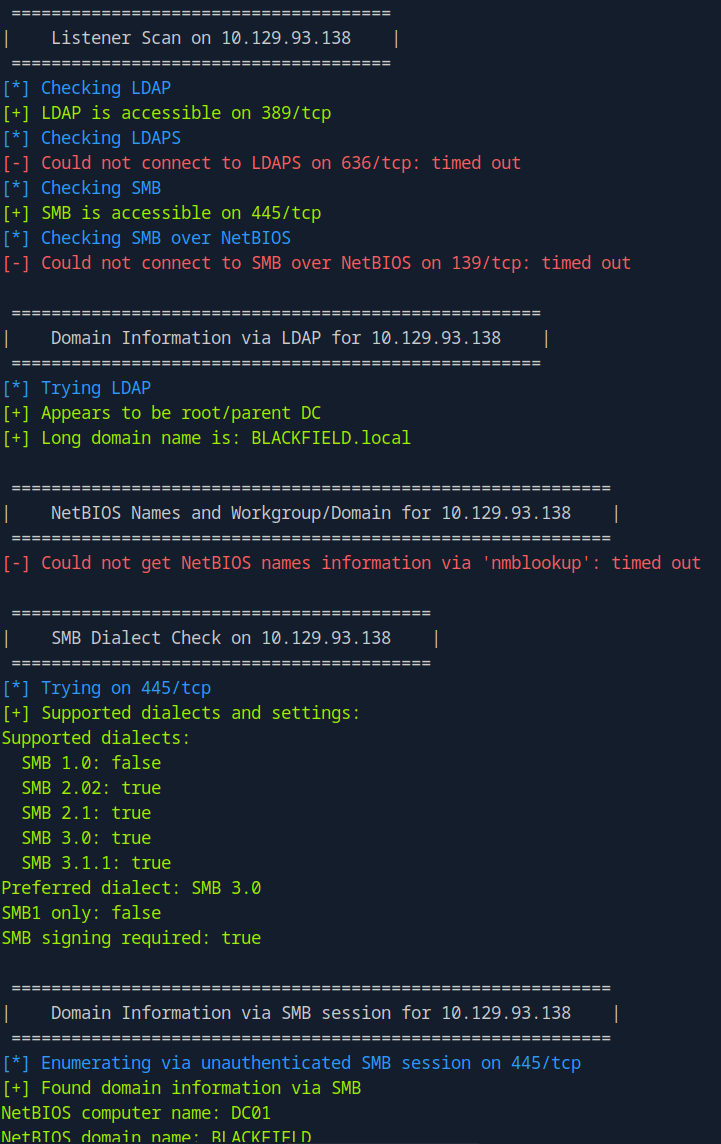 ======================================
|    Listener Scan on 10.129.93.138    |
 ======================================
[*] Checking LDAP
[+] LDAP is accessible on 389/tcp
[*] Checking LDAPS
[-] Could not connect to LDAPS on 636/tcp: timed out
[*] Checking SMB
[+] SMB is accessible on 445/tcp
[*] Checking SMB over NetBIOS
[-] Could not connect to SMB over NetBIOS on 139/tcp: timed out
 =====================================================
|    Domain Information via LDAP for 10.129.93.138    |
 =====================================================
[*] Trying LDAP
[+] Appears to be root/parent DC
[+] Long domain name is: BLACKFIELD.local
 ============================================================
|    NetBIOS Names and Workgroup/Domain for 10.129.93.138    |
 ============================================================
[-] Could not get NetBIOS names information via 'nmblookup': timed out
 ==========================================
|    SMB Dialect Check on 10.129.93.138    |
 ==========================================
[*] Trying on 445/tcp
[+] Supported dialects and settings:
Supported dialects:
  SMB 1.0: false
  SMB 2.02: true
  SMB 2.1: true
  SMB 3.0: true
  SMB 3.1.1: true
Preferred dialect: SMB 3.0
SMB1 only: false
SMB signing required: true
 ============================================================
|    Domain Information via SMB session for 10.129.93.138    |
 ============================================================
[*] Enumerating via unauthenticated SMB session on 445/tcp
[+] Found domain information via SMB
NetBIOS computer name: DC01
NetBIOS domain name: BLACKFIELD